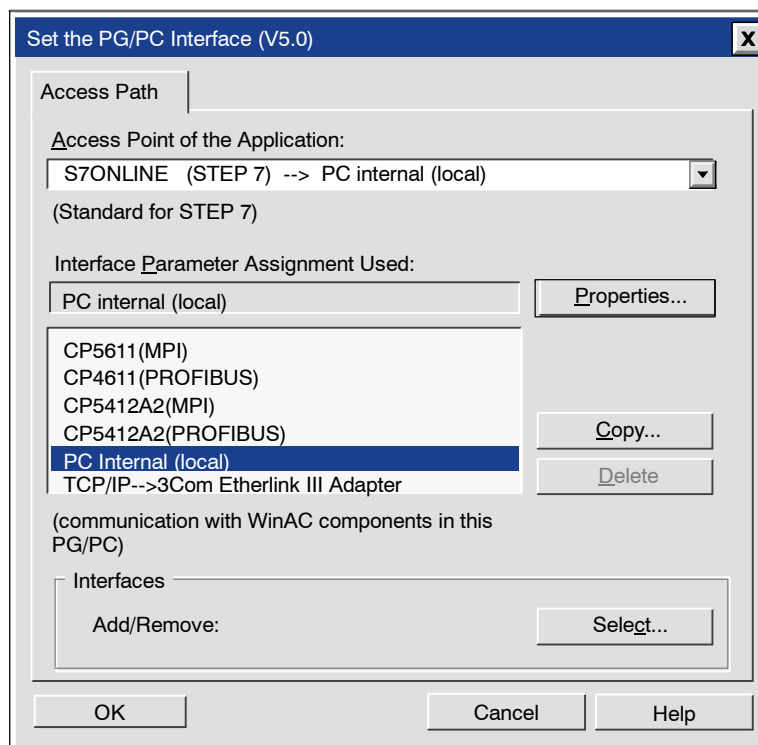 Set the PG/PC Interface (V5.0)
X
Access Path
Access Point of the Application:
S7ONLINE (STEP 7) --> PC internal (local)
(Standard for STEP 7)
Interface Parameter Assignment Used:
PC internal (local)
Properties...
CP5611(MPI)
CP4611(PROFIBUS)
CP5412A2(MPI)
CP5412A2(PROFIBUS)
PC Internal (local)
TCP/IP-->3Com Etherlink III Adapter
Copy...
Delete
(communication with WinAC components in this
PG/PC)
Interfaces
Add/Remove:
Select...
OK
Cancel
Help